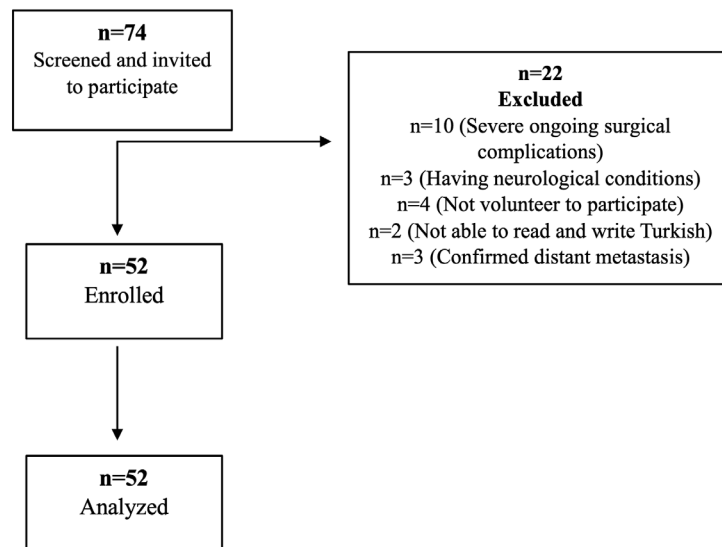 n=74
Screened and invited
to participate
n=22
Excluded
n=10 (Severe ongoing surgical
complications)
n=3 (Having neurological conditions)
n=4 (Not volunteer to participate)
n=2 (Not able to read and write Turkish)
n=3 (Confirmed distant metastasis)
n=52
Enrolled
n=52
Analyzed